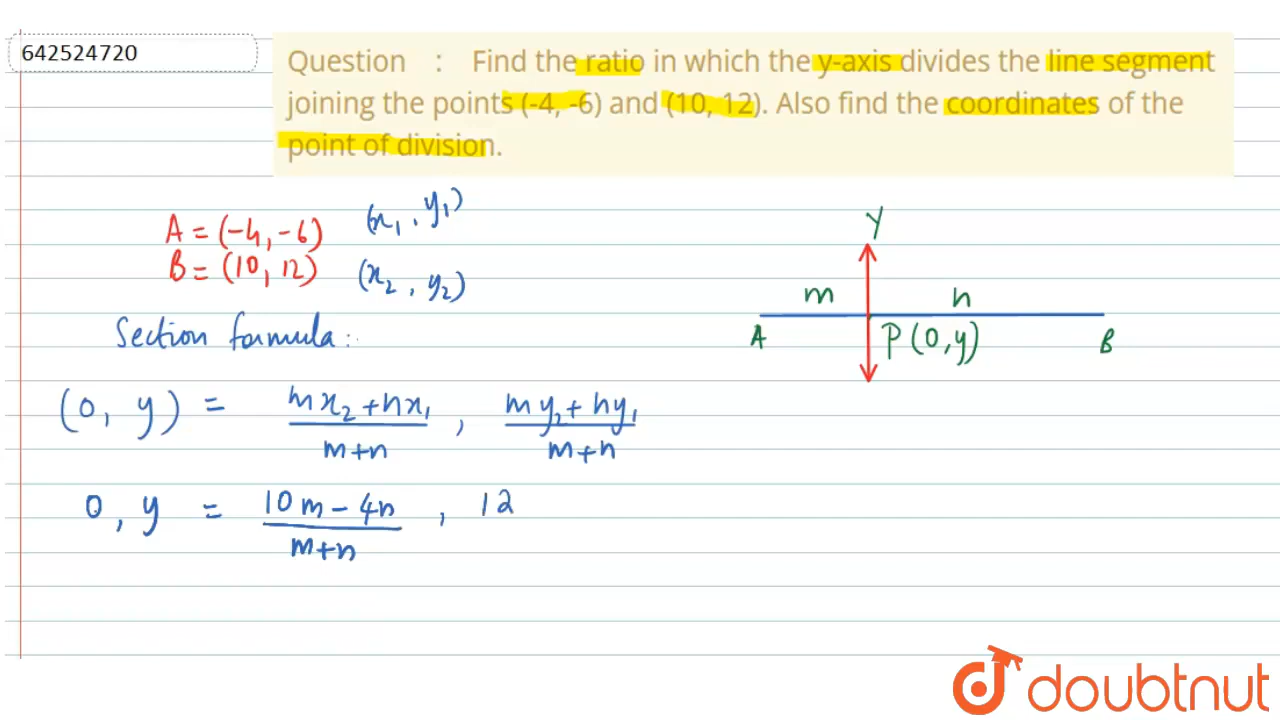 642524720
Question : Find the ratio in which the y-axis divides the line segment
joining the points (-4, -6) and (10, 12). Also find the coordinates of the
point of division.
A = (-4, -6) (x₁, y₁)
B = (10, 12) (x₂, y₂)
Section formula :
(0, y) = mx₂+nx₁ / m+n , my₂+ny₁ / m+n
0, y = 10m-4n / m+n , 12
y
m n
A P(0,y) B
doubtnut